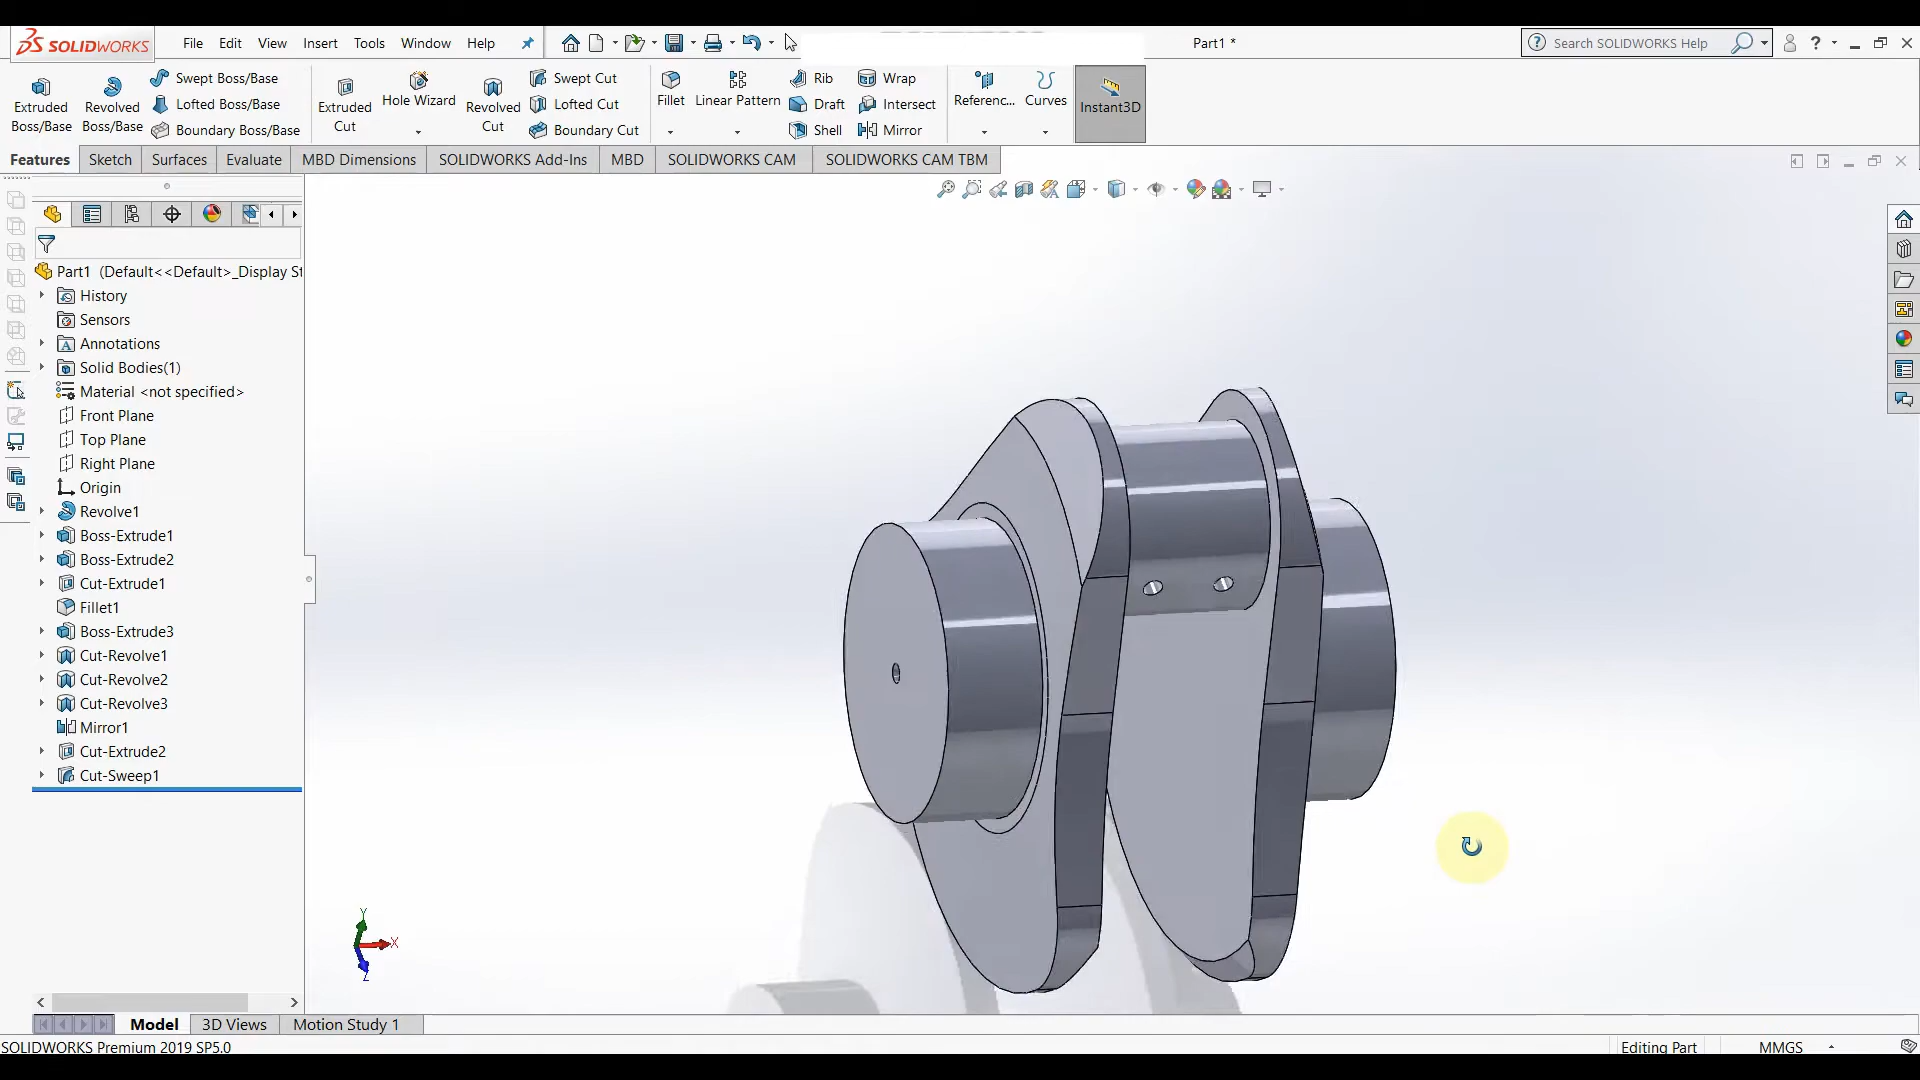 SOLIDWORKS File Edit View Insert Tools Window Help Part1 * Search SOLIDWORKS Help ?
Extruded Boss/Base
Revolved Boss/Base
Swept Boss/Base
Lofted Boss/Base
Boundary Boss/Base
Extruded Cut
Hole Wizard
Revolved Cut
Swept Cut
Lofted Cut
Boundary Cut
Fillet
Linear Pattern
Rib
Draft
Shell
Wrap
Intersect
Mirror
Referenc...
Curves
Instant3D
Features Sketch Surfaces Evaluate MBD Dimensions SOLIDWORKS Add-Ins MBD SOLIDWORKS CAM SOLIDWORKS CAM TBM
Part1 (Default<<Default>_Display St
History
Sensors
Annotations
Solid Bodies(1)
Material <not specified>
Front Plane
Top Plane
Right Plane
Origin
Revolve1
Boss-Extrude1
Boss-Extrude2
Cut-Extrude1
Fillet1
Boss-Extrude3
Cut-Revolve1
Cut-Revolve2
Cut-Revolve3
Mirror1
Cut-Extrude2
Cut-Sweep1
Y
X
Z
Model 3D Views Motion Study 1
SOLIDWORKS Premium 2019 SP5.0 Editing Part MMGS